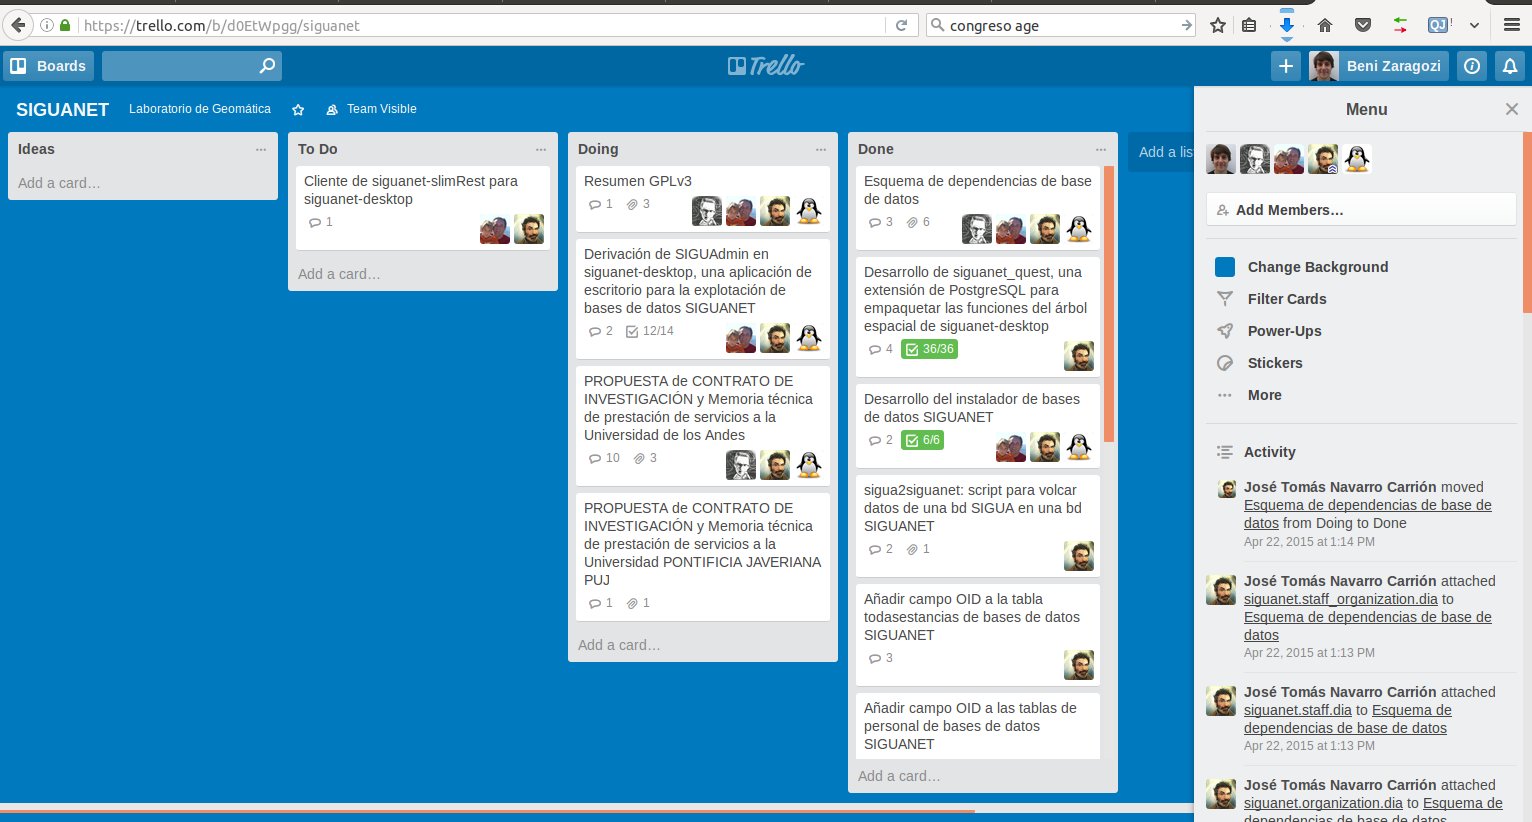 https://trello.com/b/d0EtWpgg/siguanet
congreso age
QJ !
Boards
Trello
Beni Zaragozi
SIGUANET
Laboratorio de Geomática
Team Visible
Ideas
Add a card…
To Do
Cliente de siguanet-slimRest para
siguanet-desktop
1
Add a card…
Doing
Resumen GPLv3
1 3
Derivación de SIGUAdmin en
siguanet-desktop, una aplicación de
escritorio para la explotación de
bases de datos SIGUANET
2 12/14
PROPUESTA de CONTRATO DE
INVESTIGACIÓN y Memoria técnica
de prestación de servicios a la
Universidad de los Andes
10 3
PROPUESTA de CONTRATO DE
INVESTIGACIÓN y Memoria técnica
de prestación de servicios a la
Universidad PONTIFICIA JAVERIANA
PUJ
1 1
Add a card…
Done
Esquema de dependencias de base
de datos
3 6
Desarrollo de siguanet_quest, una
extensión de PostgreSQL para
empaquetar las funciones del árbol
espacial de siguanet-desktop
4 36/36
Desarrollo del instalador de bases
de datos SIGUANET
2 6/6
sigua2siguanet: script para volcar
datos de una bd SIGUA en una bd
SIGUANET
2 1
Añadir campo OID a la tabla
todasestancias de bases de datos
SIGUANET
3
Añadir campo OID a las tablas de
personal de bases de datos
SIGUANET
Add a card…
Add a lis
Menu
Add Members…
Change Background
Filter Cards
Power-Ups
Stickers
More
Activity
José Tomás Navarro Carrión moved
Esquema de dependencias de base de
datos from Doing to Done
Apr 22, 2015 at 1:14 PM
José Tomás Navarro Carrión attached
siguanet.staff_organization.dia to
Esquema de dependencias de base de
datos
Apr 22, 2015 at 1:13 PM
José Tomás Navarro Carrión attached
siguanet.staff.dia to Esquema de
dependencias de base de datos
Apr 22, 2015 at 1:13 PM
José Tomás Navarro Carrión attached
siguanet.organization.dia to Esquema de
dependencias de base de datos